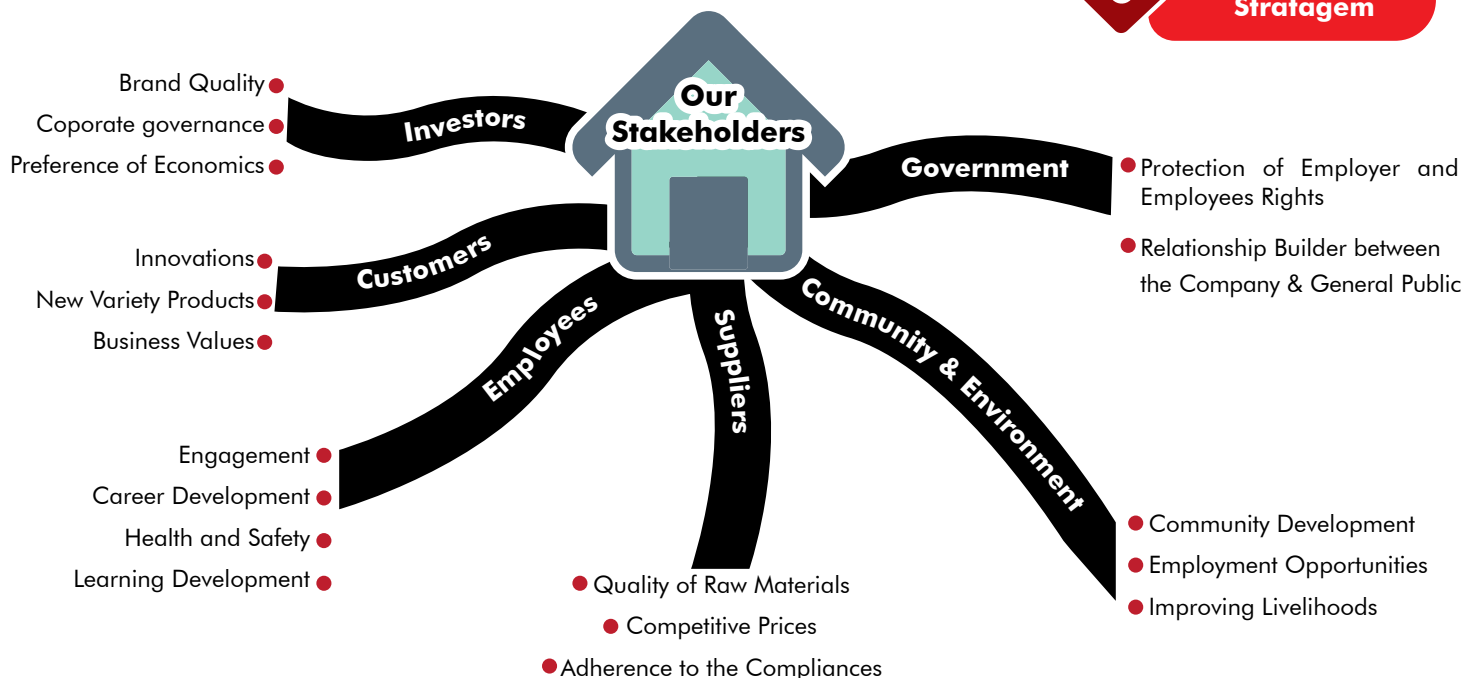 Stratagem
Our
Stakeholders
Investors
Brand Quality
Coporate governance
Preference of Economics
Customers
Innovations
New Variety Products
Business Values
Employees
Engagement
Career Development
Health and Safety
Learning Development
Suppliers
Quality of Raw Materials
Competitive Prices
Adherence to the Compliances
Community & Environment
Community Development
Employment Opportunities
Improving Livelihoods
Government
Protection of Employer and
Employees Rights
Relationship Builder between
the Company & General Public